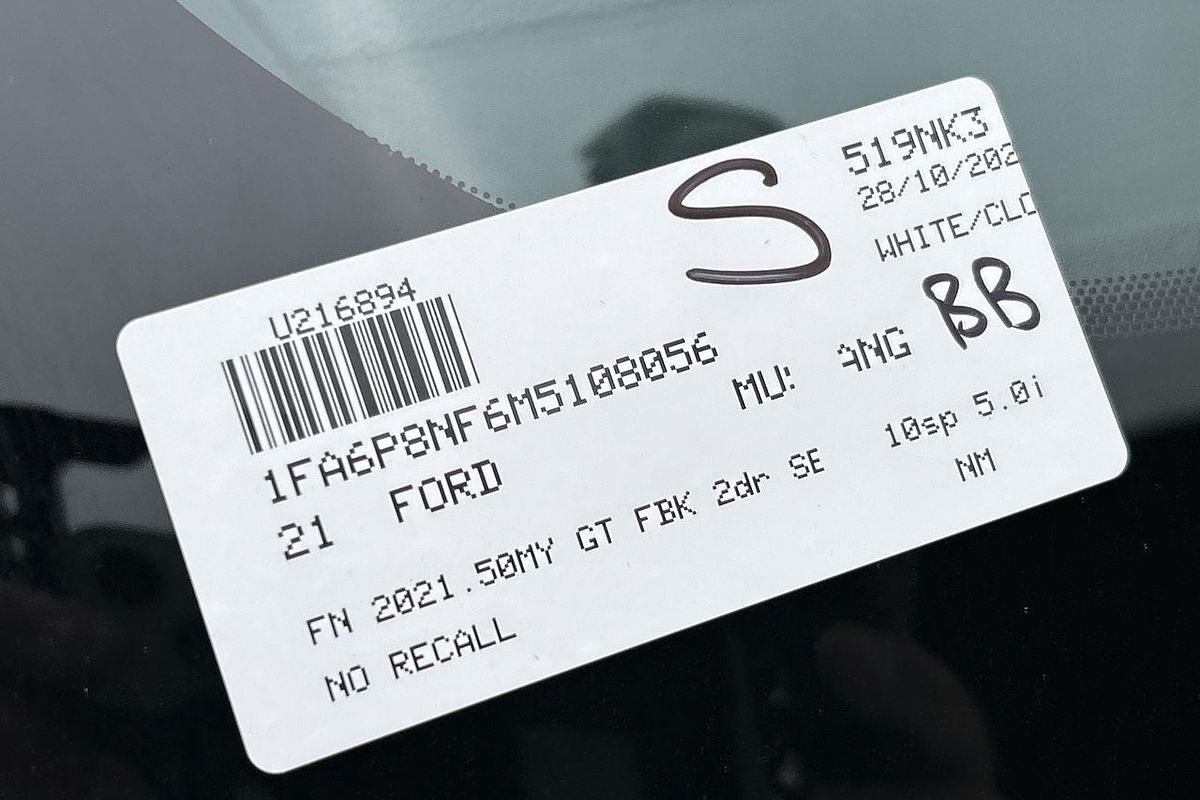 S
519NK3
28/10/202
WHITE/CLO
BB
U216894
1FA6P8NF6M5108056
21 FORD MU: ANG
FN 2021.50MY GT FBK 2dr SE 10sp 5.0i
NO RECALL NM